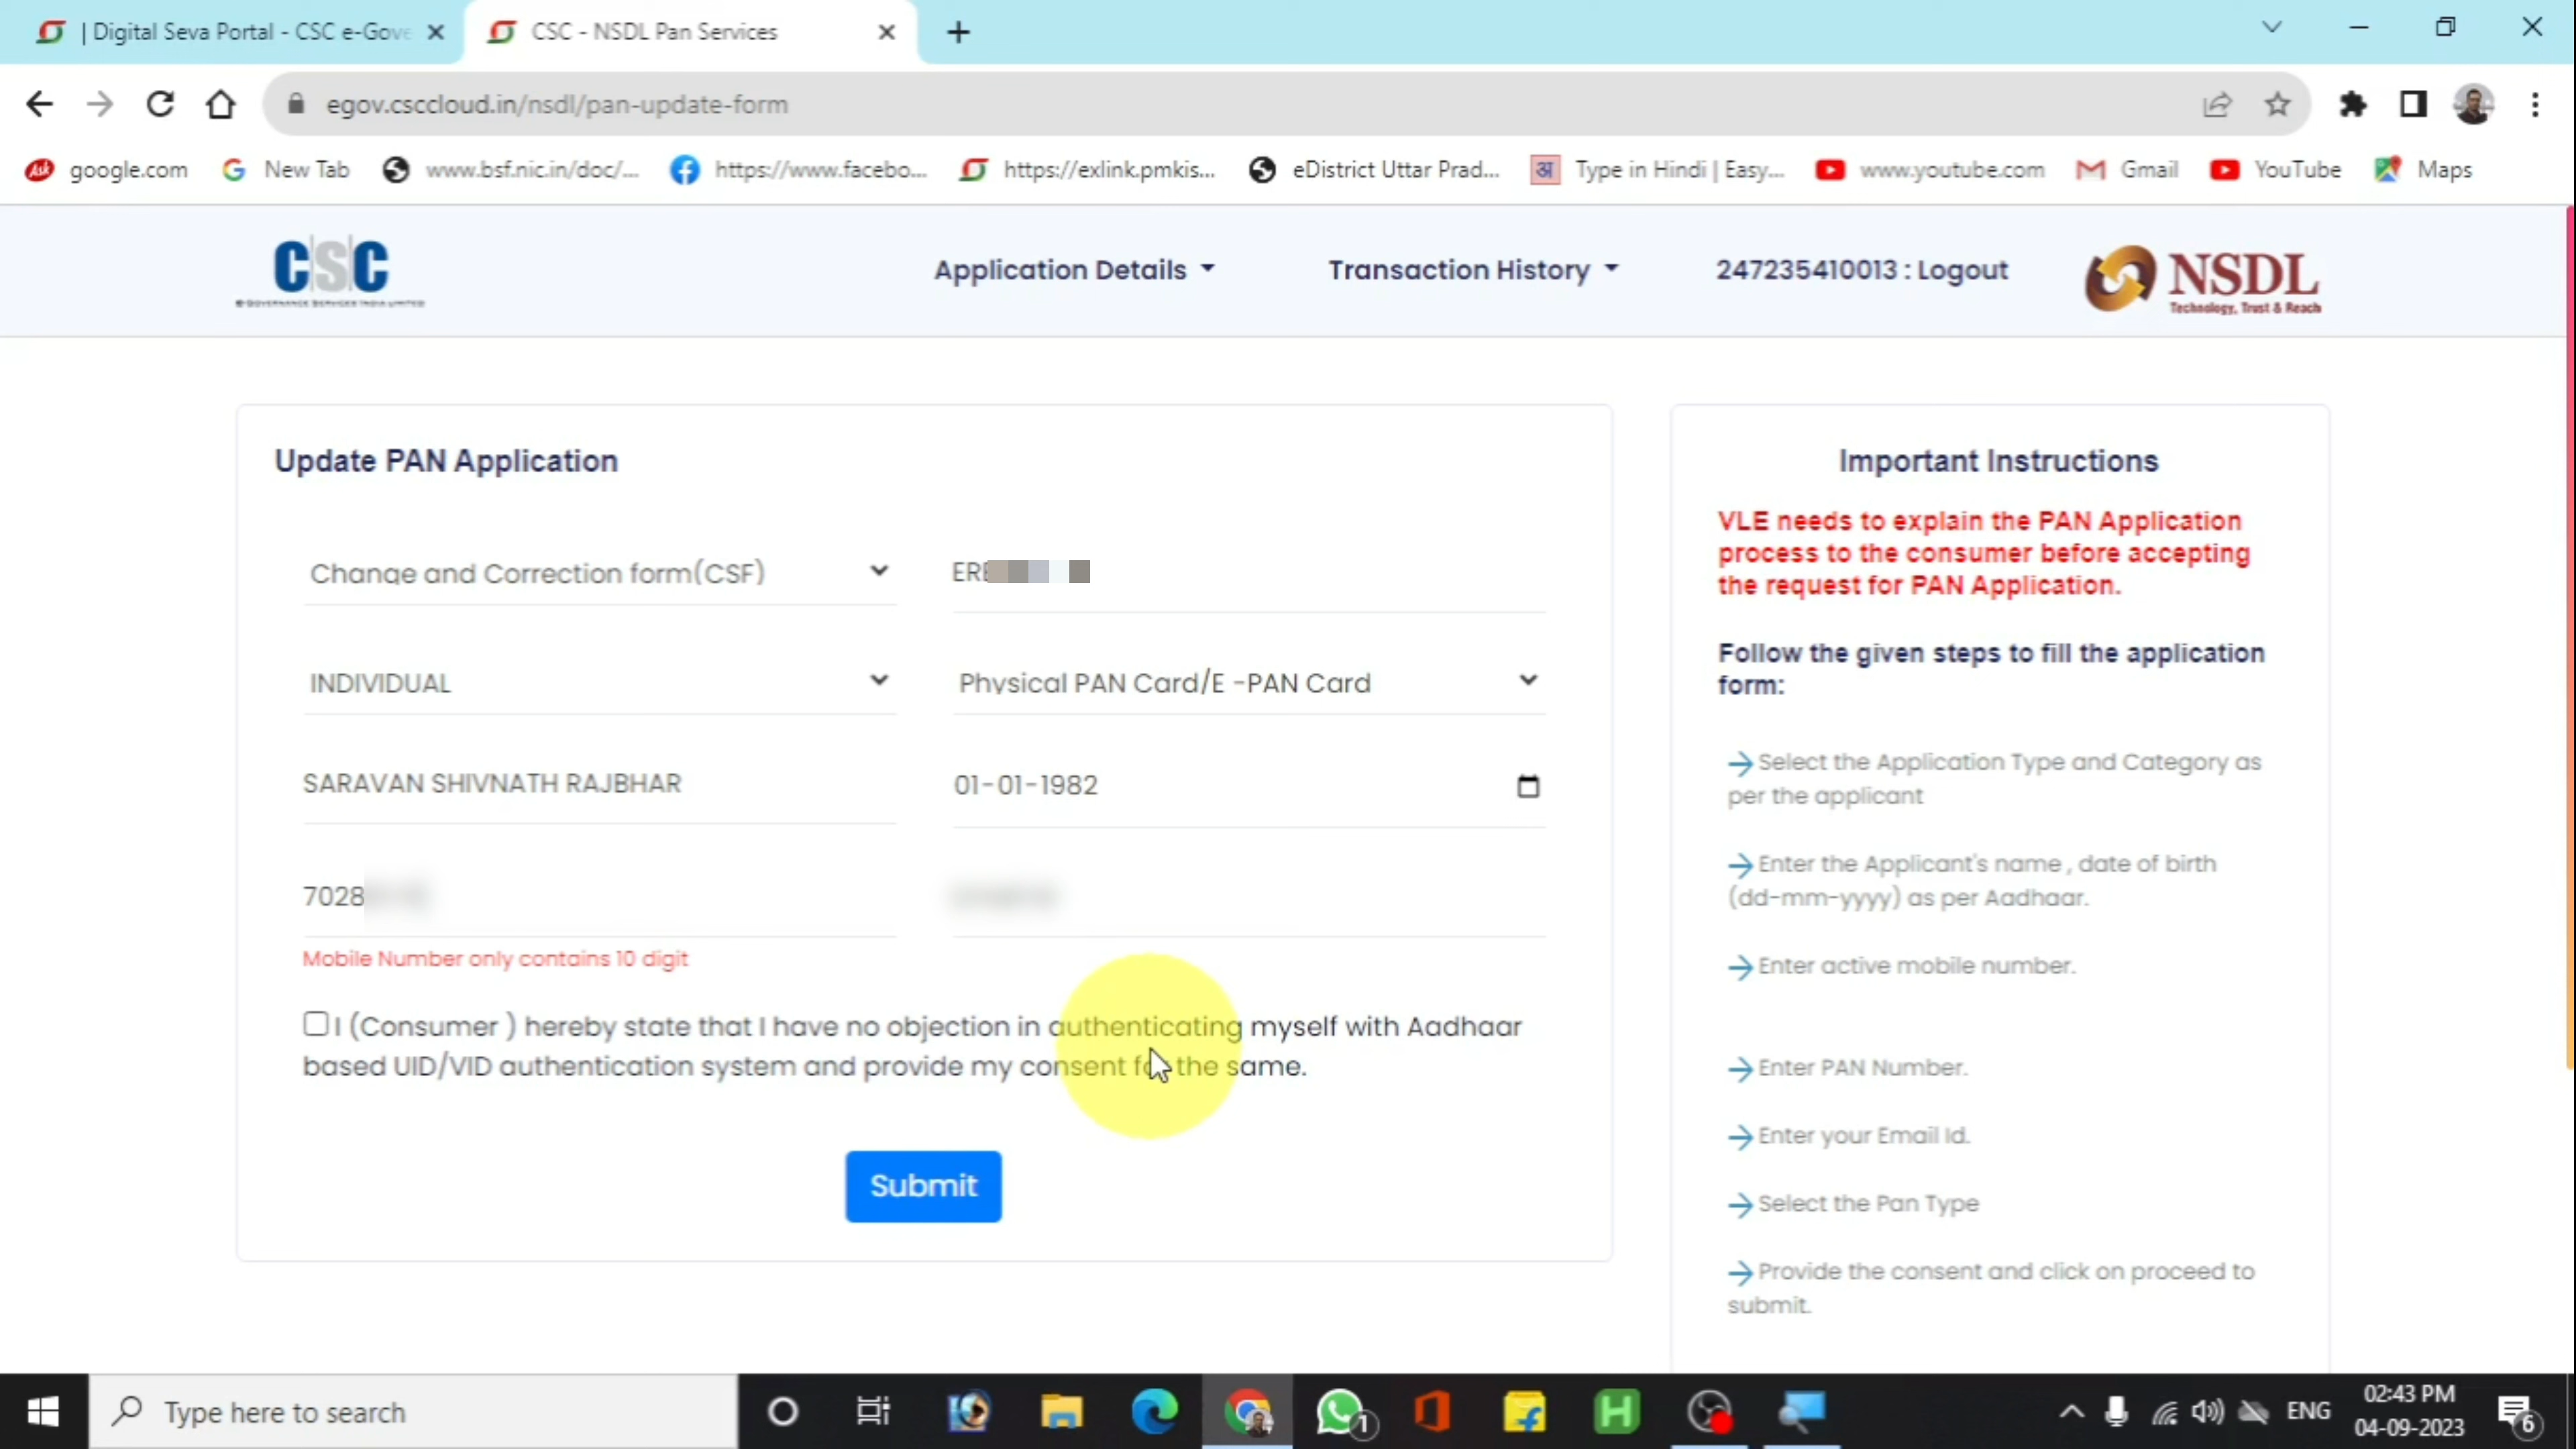 | Digital Seva Portal - CSC e-Gove
CSC - NSDL Pan Services
egov.csccloud.in/nsdl/pan-update-form
google.com New Tab www.bsf.nic.in/doc/... https://www.facebo... https://exlink.pmkis... eDistrict Uttar Prad... Type in Hindi | Easy... www.youtube.com Gmail YouTube Maps
CSC
Application Details
Transaction History
247235410013 : Logout
NSDL
Technology, Trust & Reach
Update PAN Application
Change and Correction form(CSF)
INDIVIDUAL
Physical PAN Card/E -PAN Card
SARAVAN SHIVNATH RAJBHAR
01-01-1982
7028
Mobile Number only contains 10 digit
I (Consumer ) hereby state that I have no objection in authenticating myself with Aadhaar
based UID/VID authentication system and provide my consent for the same.
Submit
Important Instructions
VLE needs to explain the PAN Application
process to the consumer before accepting
the request for PAN Application.
Follow the given steps to fill the application
form:
Select the Application Type and Category as
per the applicant
Enter the Applicant's name , date of birth
(dd-mm-yyyy) as per Aadhaar.
Enter active mobile number.
Enter PAN Number.
Enter your Email Id.
Select the Pan Type
Provide the consent and click on proceed to
submit.
Type here to search
1
ENG
02:43 PM
04-09-2023
6